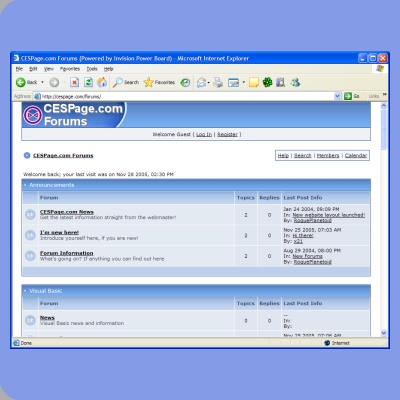 CESPage.com Forums (Powered by Invision Power Board) - Microsoft Internet Explorer
File Edit View Favorites Tools Help
Back Search Favorites
Address http://cespage.com/forums/ Go Links »
CESPage.com
Forums
Welcome Guest ( Log In | Register )
CESPage.com Forums
Help | Search | Members | Calendar
Welcome back; your last visit was on Nov 28 2005, 02:30 PM
Announcements
Forum Topics Replies Last Post Info
CESPage.com News
Get the latest information straight from the webmaster!
2 0
Jan 24 2004, 09:09 PM
In: New website layout launched!
By: RoguePlanetoid
I'm new here!
Introduce yourself here, if you are new!
2 0
Nov 25 2005, 07:03 AM
In: Hi there!
By: x21
Forum Information
What's going on? If anything you can find out here
2 0
Aug 29 2004, 08:00 PM
In: New Forums
By: RoguePlanetoid
Visual Basic
Forum Topics Replies Last Post Info
News
Visual Basic news and information
0 0
--
In:
By:
Nov 25 2005, 07:06 AM
Done Internet